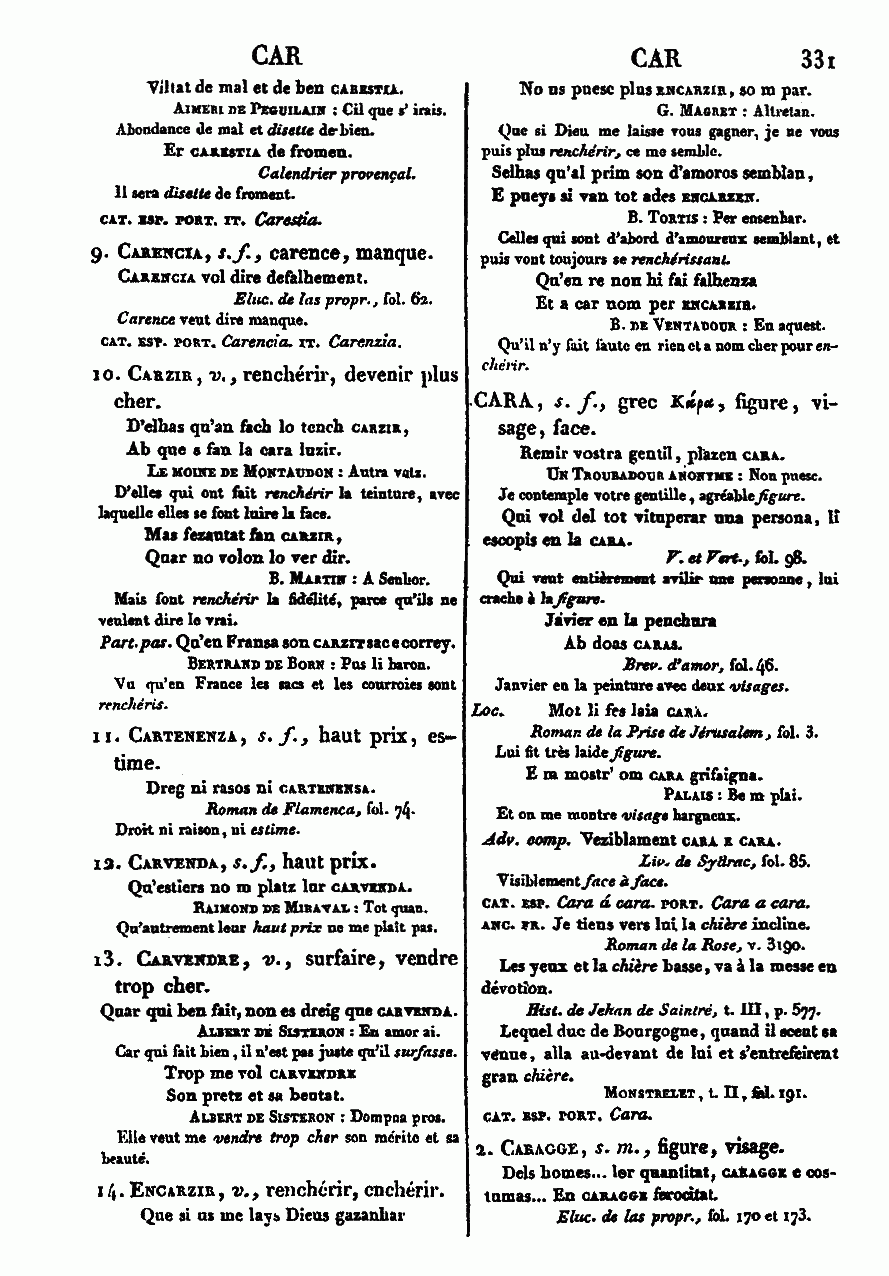 CAR
Viltat de mal et de ben CARESTIA.
AIMERI DE PEGUILAIN : Cil que s' irais.
Abondance de mal et disette de bien.
Er CARESTIA de fromen.
Calendrier provençal.
Il sera disette de froment.
CAT. ESP. PORT. IT. Carestia.
9. CARENCIA, s. f., carence, manque.
CARENCIA vol dire defalhement.
Eluc. de las propr., fol. 62.
Carence veut dire manque.
CAT. ESP. PORT. Carencia. IT. Carenzia.
10. CARZIR, v., renchérir, devenir plus
cher.
D'elhas qu'an fach lo tench CARZIR,
Ab que s fan la cara luzir.
LE MOINE DE MONTAUDON : Autra vatz.
D'elles qui ont fait renchérir la teinture, avec
laquelle elles se font luire la face.
Mas fezautat fan CARZIR,
Quar no volon lo ver dir.
B. MARTIN : A Senhor.
Mais font renchérir la fidélité, parce qu'ils ne
veulent dire le vrai.
Part. pas. Qu'en Fransa son CARZIT sac e correy.
BERTRAND DE BORN : Pus li baron.
Vu qu'en France les sacs et les courroies sont
renchéris.
11. CARTENENZA, s. f., haut prix, es-
time.
Dreg ni rasos ni CARTENENSA.
Roman de Flamenca, fol. 74.
Droit ni raison, ni estime.
12. CARVENDA, s. f., haut prix.
Qu'estiers no m platz lur CARVENDA.
RAIMOND DE MIRAVAL : Tot quan.
Qu'autrement leur haut prix ne me plaît pas.
13. CARVENDRE, v., surfaire, vendre
trop cher.
Quar qui ben fait, non es dreig que CARVENDA.
ALBERT DE SISTERON : En amor ai.
Car qui fait bien, il n'est pas juste qu'il surfasse.
Trop me vol CARVENDRE
Son pretz et sa beutat.
ALBERT DE SISTERON : Dompna pros.
Elle veut me vendre trop cher son mérite et sa
beauté.
14. ENCARZIR, v., renchérir, enchérir.
Que si us me lays Dieus gazanhar
CAR 331
No us puesc plus ENCARZIR, so m par.
G. MAGRET : Altretan.
Que si Dieu me laisse vous gagner, je ne vous
puis plus renchérir, ce me semble.
Selhas qu'al prim son d'amoros semblan,
E pueys si van tot ades ENCARZEN.
B. TORTIS : Per ensenhar.
Celles qui sont d'abord d'amoureux semblant, et
puis vont toujours se renchérissant.
Qu'en re non hi fai falhenza
Et a car nom per ENCARZIR.
B. DE VENTADOUR : En aquest.
Qu'il n'y fait faute en rien et a nom cher pour en-
chérir.
CARA, s. f., grec Κάρα, figure, vi-
sage, face.
Remir vostra gentil, plazen CARA.
UN TROUBADOUR ANONYME : Non puesc.
Je contemple votre gentille, agréable figure.
Qui vol del tot vituperar una persona, li
escopis en la CARA.
V. et Vert., fol. 98.
Qui veut entièrement avilir une personne, lui
crache à la figure.
Javier en la penchura
Ab doas CARAS.
Brev. d'amor, fol. 46.
Janvier en la peinture avec deux visages.
Loc. Mot li fes laia CARA.
Roman de la Prise de Jérusalem, fol. 3.
Lui fit très laide figure.
E m mostr' om CARA grifaigna.
PALAIS : Be m plai.
Et on me montre visage hargneux.
Adv. comp. Veziblament CARA E CARA.
Liv. de Sydrac, fol. 85.
Visiblement face à face.
CAT. ESP. Cara á cara. PORT. Cara a cara.
ANC. FR. Je tiens vers lui la chière incline.
Roman de la Rose, v. 3190.
Les yeux et la chière basse, va à la messe en
dévotion.
Hist. de Jehan de Saintré, t. III, p. 577.
Lequel duc de Bourgogne, quand il sceut sa
venue, alla au-devant de lui et s'entrefeirent
gran chière.
MONSTRELET, t. II, fol. 191.
CAT. ESP. PORT. Cara.
2. CARAGGE, s. m., figure, visage.
Dels homes... lor quantitat, CARAGGE e cos-
tumas... En CARAGGE ferocitat.
Eluc. de las propr., fol. 170 et 173.